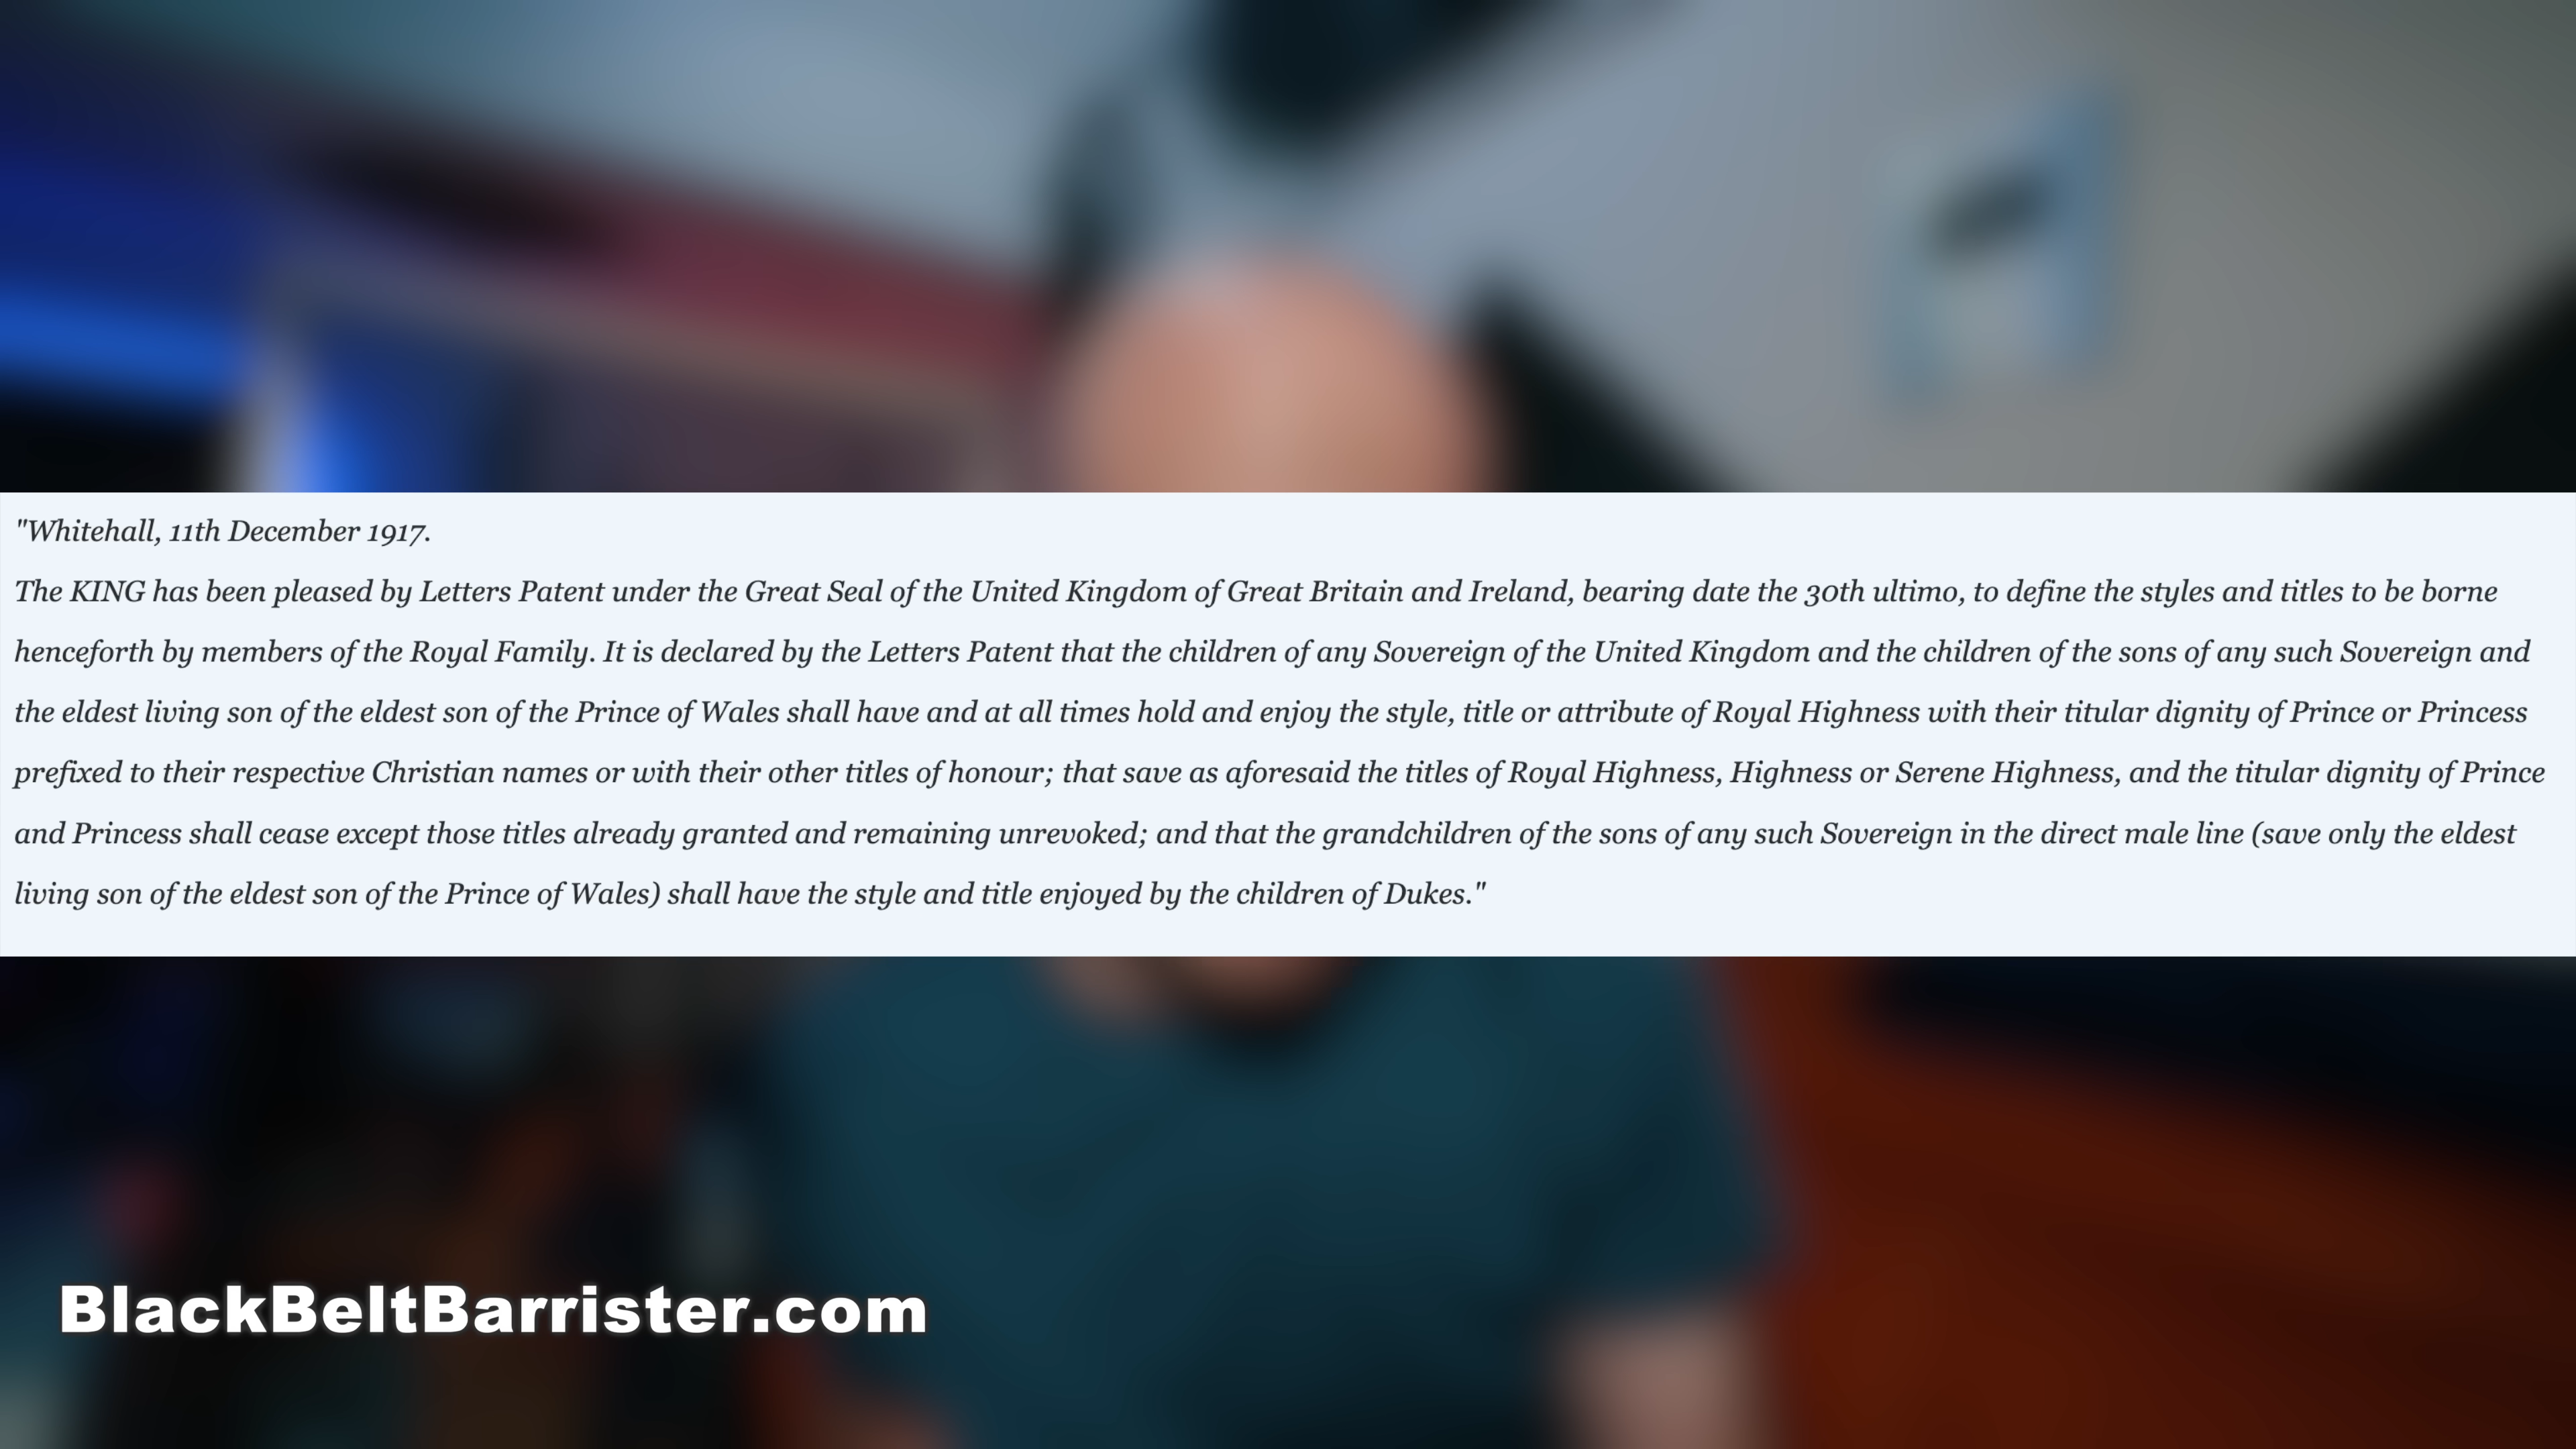 "Whitehall, 11th December 1917.
The KING has been pleased by Letters Patent under the Great Seal of the United Kingdom of Great Britain and Ireland, bearing date the 30th ultimo, to define the styles and titles to be borne
henceforth by members of the Royal Family. It is declared by the Letters Patent that the children of any Sovereign of the United Kingdom and the children of the sons of any such Sovereign and
the eldest living son of the eldest son of the Prince of Wales shall have and at all times hold and enjoy the style, title or attribute of Royal Highness with their titular dignity of Prince or Princess
prefixed to their respective Christian names or with their other titles of honour; that save as aforesaid the titles of Royal Highness, Highness or Serene Highness, and the titular dignity of Prince
and Princess shall cease except those titles already granted and remaining unrevoked; and that the grandchildren of the sons of any such Sovereign in the direct male line (save only the eldest
living son of the eldest son of the Prince of Wales) shall have the style and title enjoyed by the children of Dukes."
BlackBeltBarrister.com